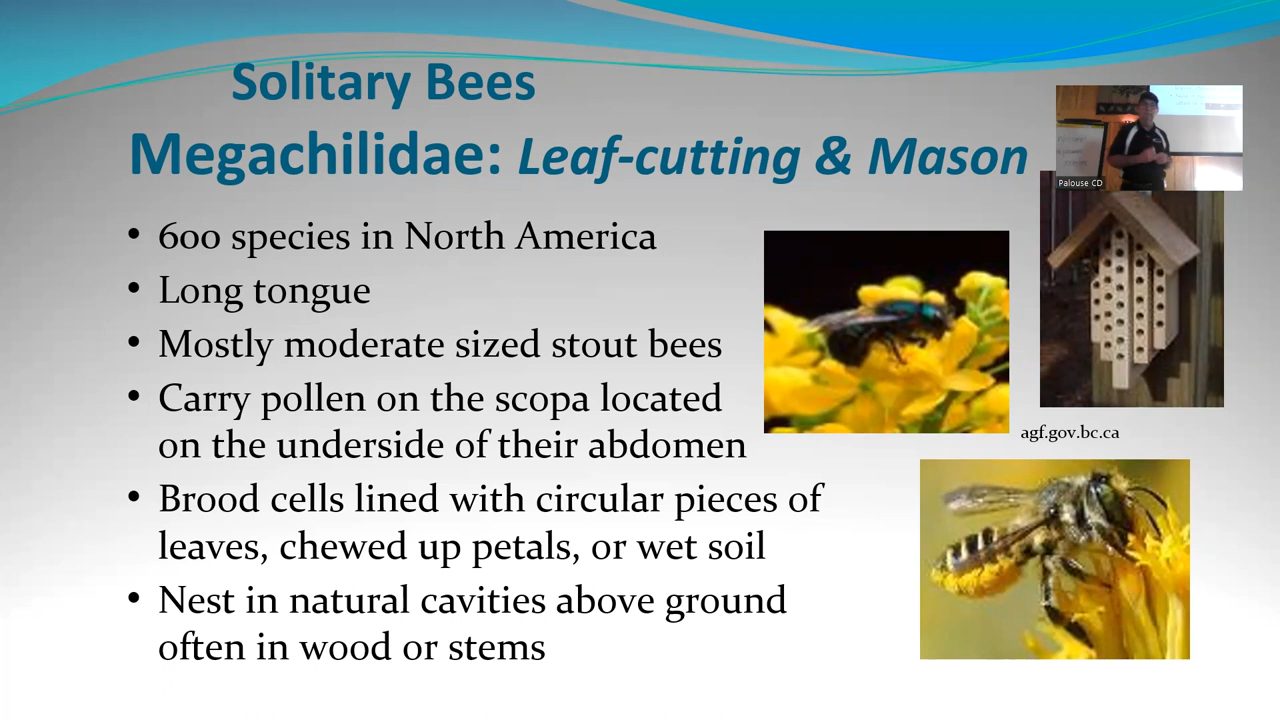 Solitary Bees
Megachilidae: Leaf-cutting & Mason
Palouse CD
• 600 species in North America
• Long tongue
• Mostly moderate sized stout bees
• Carry pollen on the scopa located
on the underside of their abdomen
agf.gov.bc.ca
• Brood cells lined with circular pieces of
leaves, chewed up petals, or wet soil
• Nest in natural cavities above ground
often in wood or stems